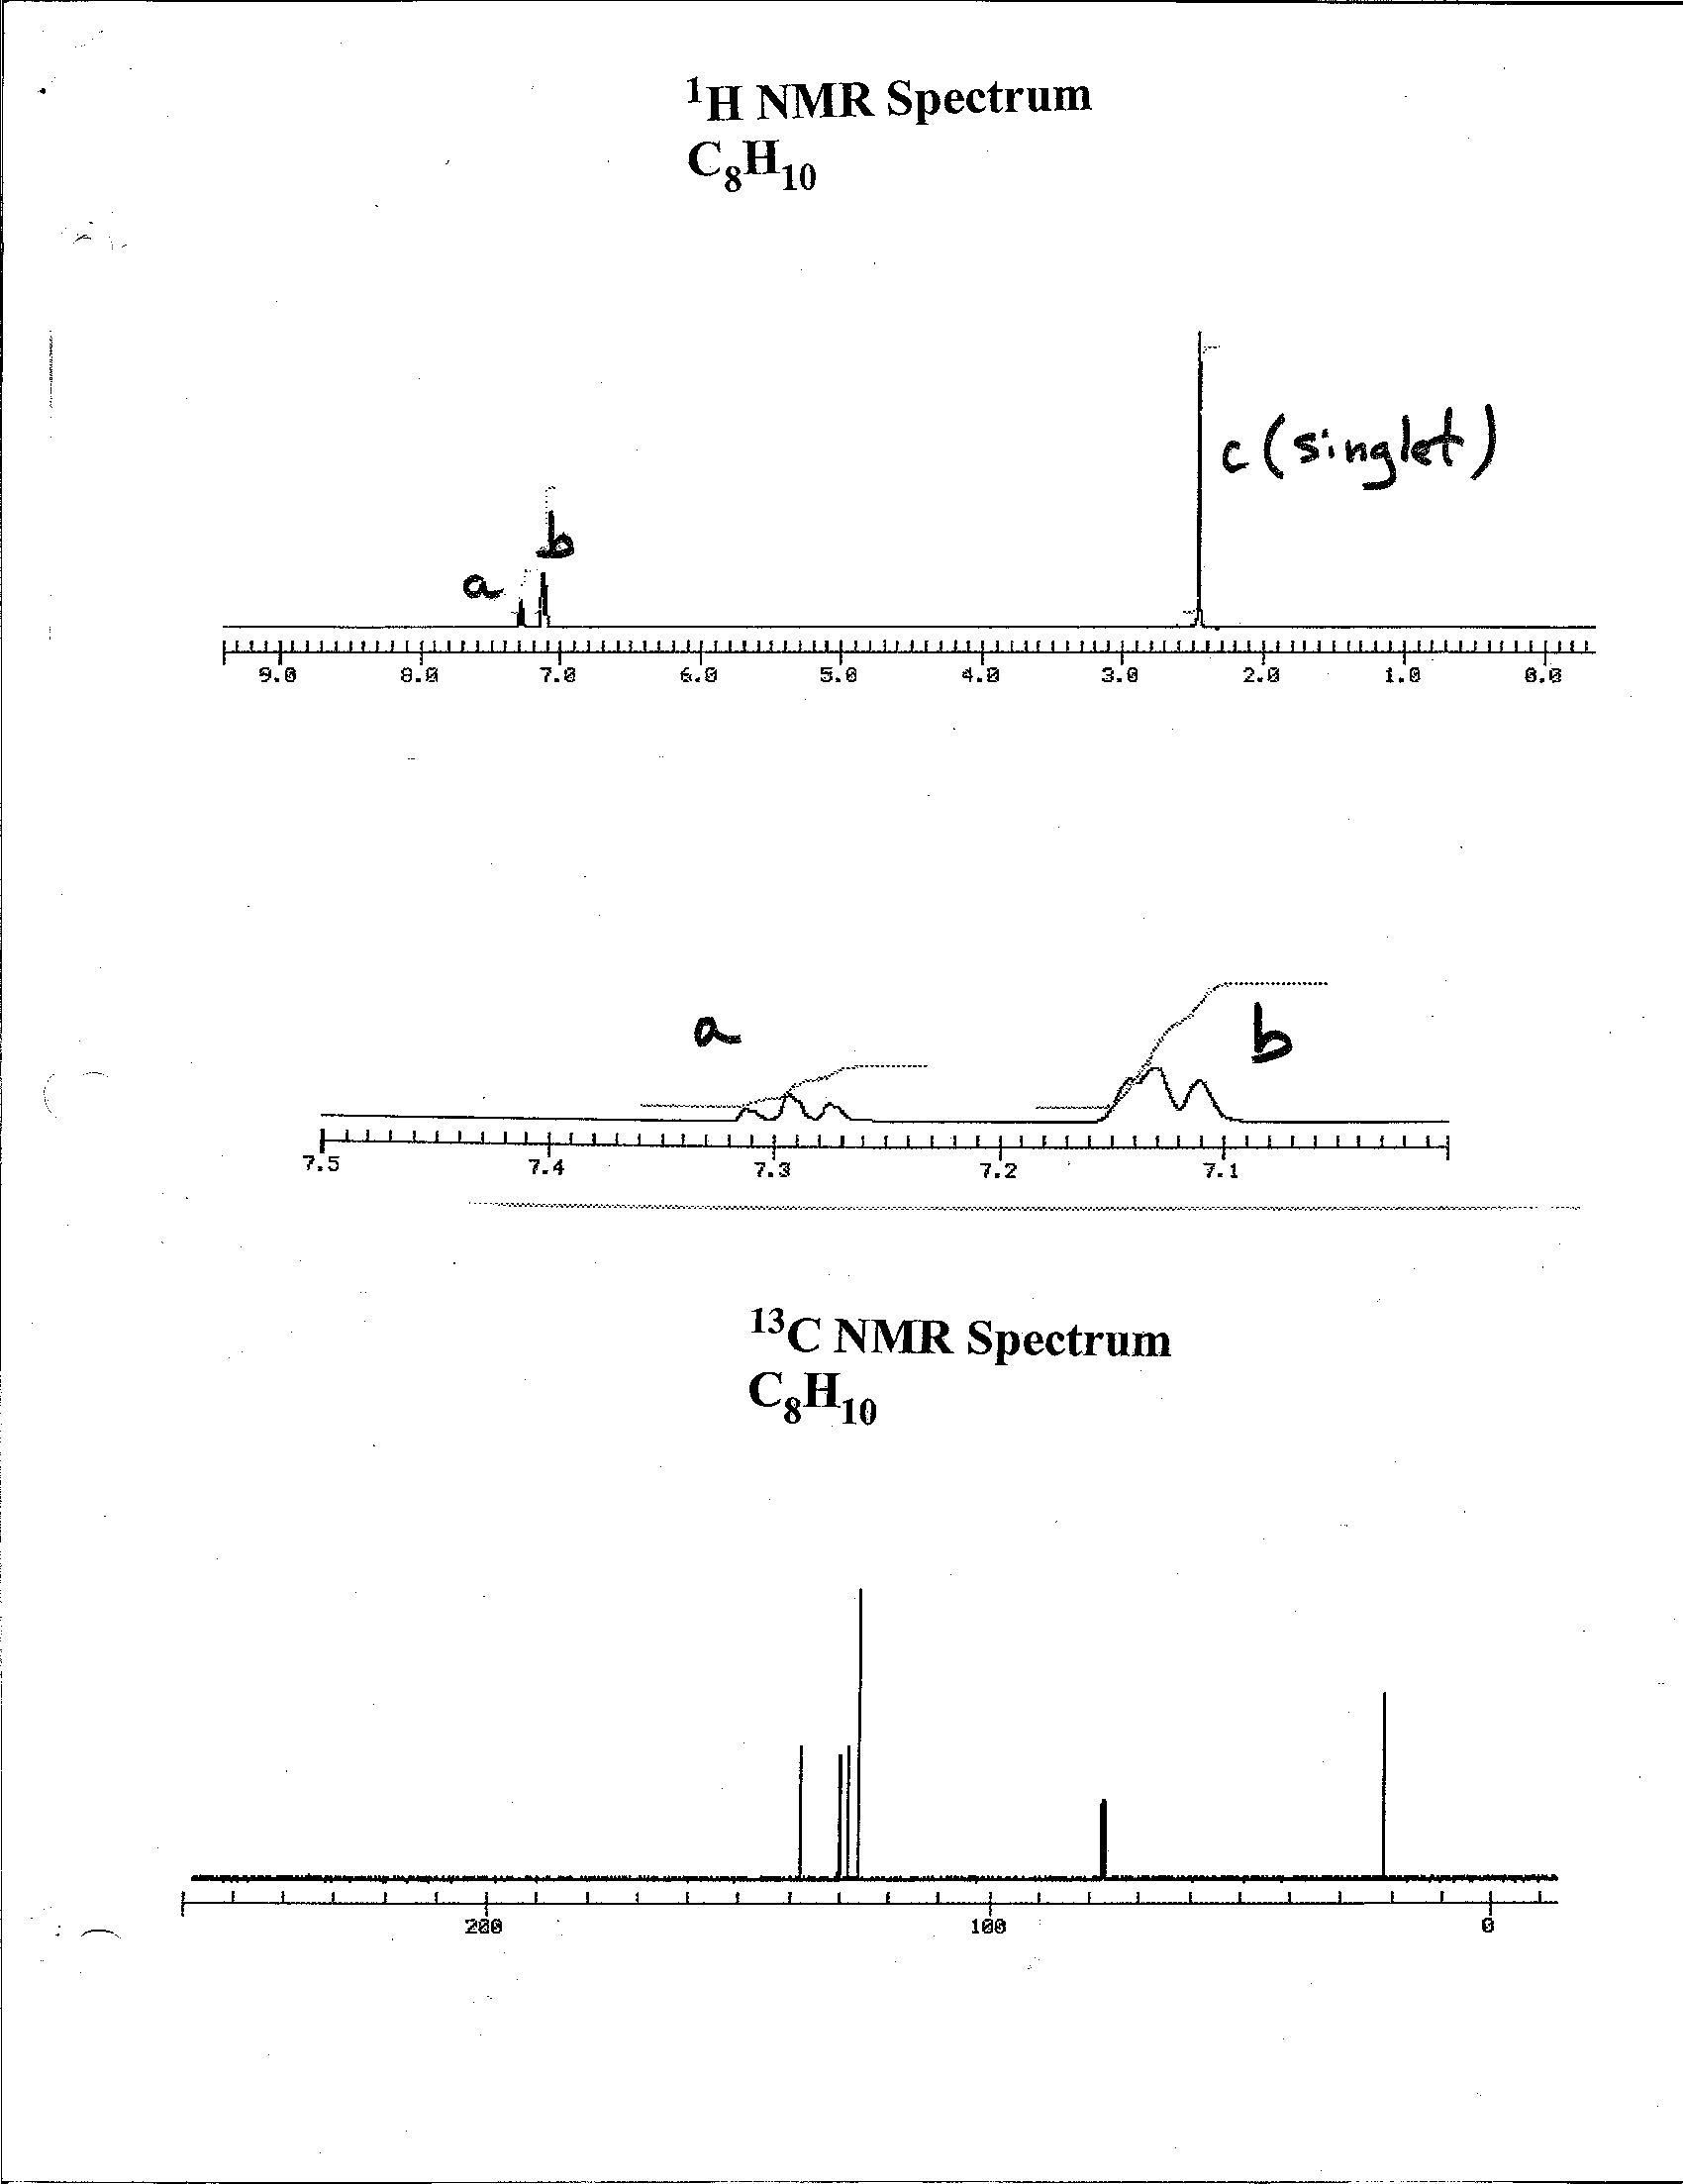 ¹H NMR Spectrum
C₈H₁₀
c (singlet)
b
a
9.0 8.0 7.0 6.0 5.0 4.0 3.0 2.0 1.0 0.0
a
b
7.5 7.4 7.3 7.2 7.1
¹³C NMR Spectrum
C₈H₁₀
200 100 0